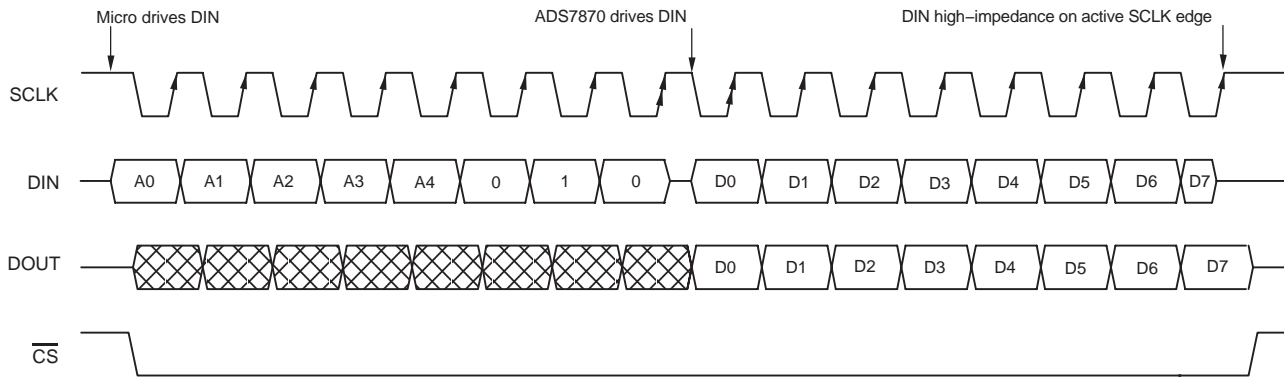 Micro drives DIN ADS7870 drives DIN DIN high−impedance on active SCLK edge
SCLK
DIN A0 A1 A2 A3 A4 0 1 0 D0 D1 D2 D3 D4 D5 D6 D7
DOUT D0 D1 D2 D3 D4 D5 D6 D7
CS